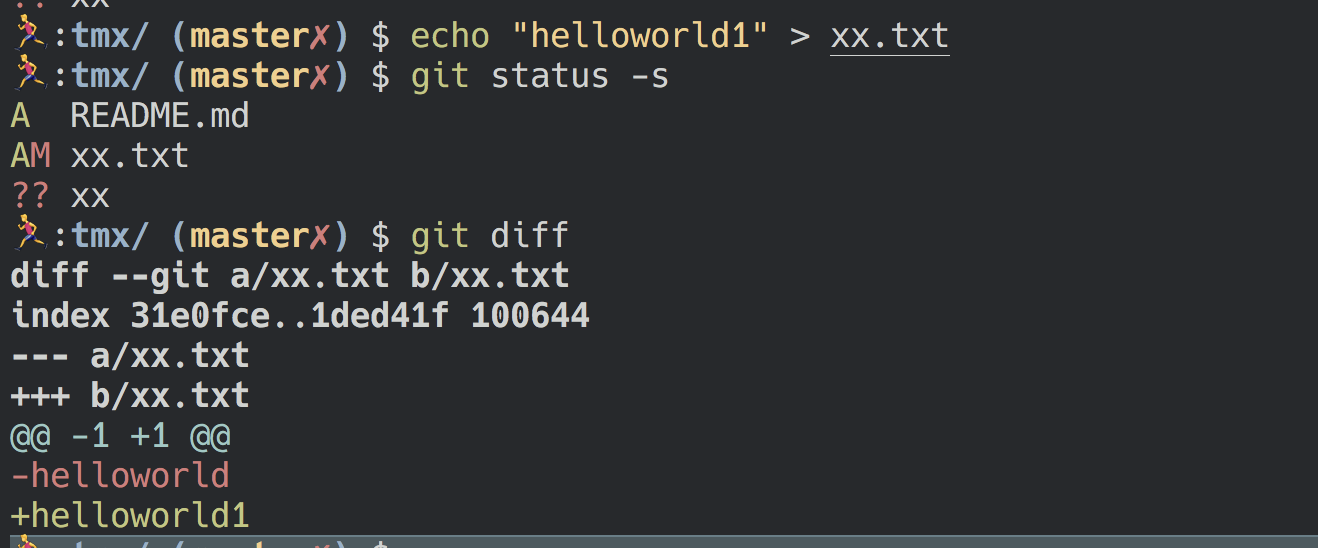 ?? xx
🏃:tmx/ (master✗) $ echo "helloworld1" > xx.txt
🏃:tmx/ (master✗) $ git status -s
A  README.md
AM xx.txt
?? xx
🏃:tmx/ (master✗) $ git diff
diff --git a/xx.txt b/xx.txt
index 31e0fce..1ded41f 100644
--- a/xx.txt
+++ b/xx.txt
@@ -1 +1 @@
-helloworld
+helloworld1
🏃:tmx/ (master✗) $